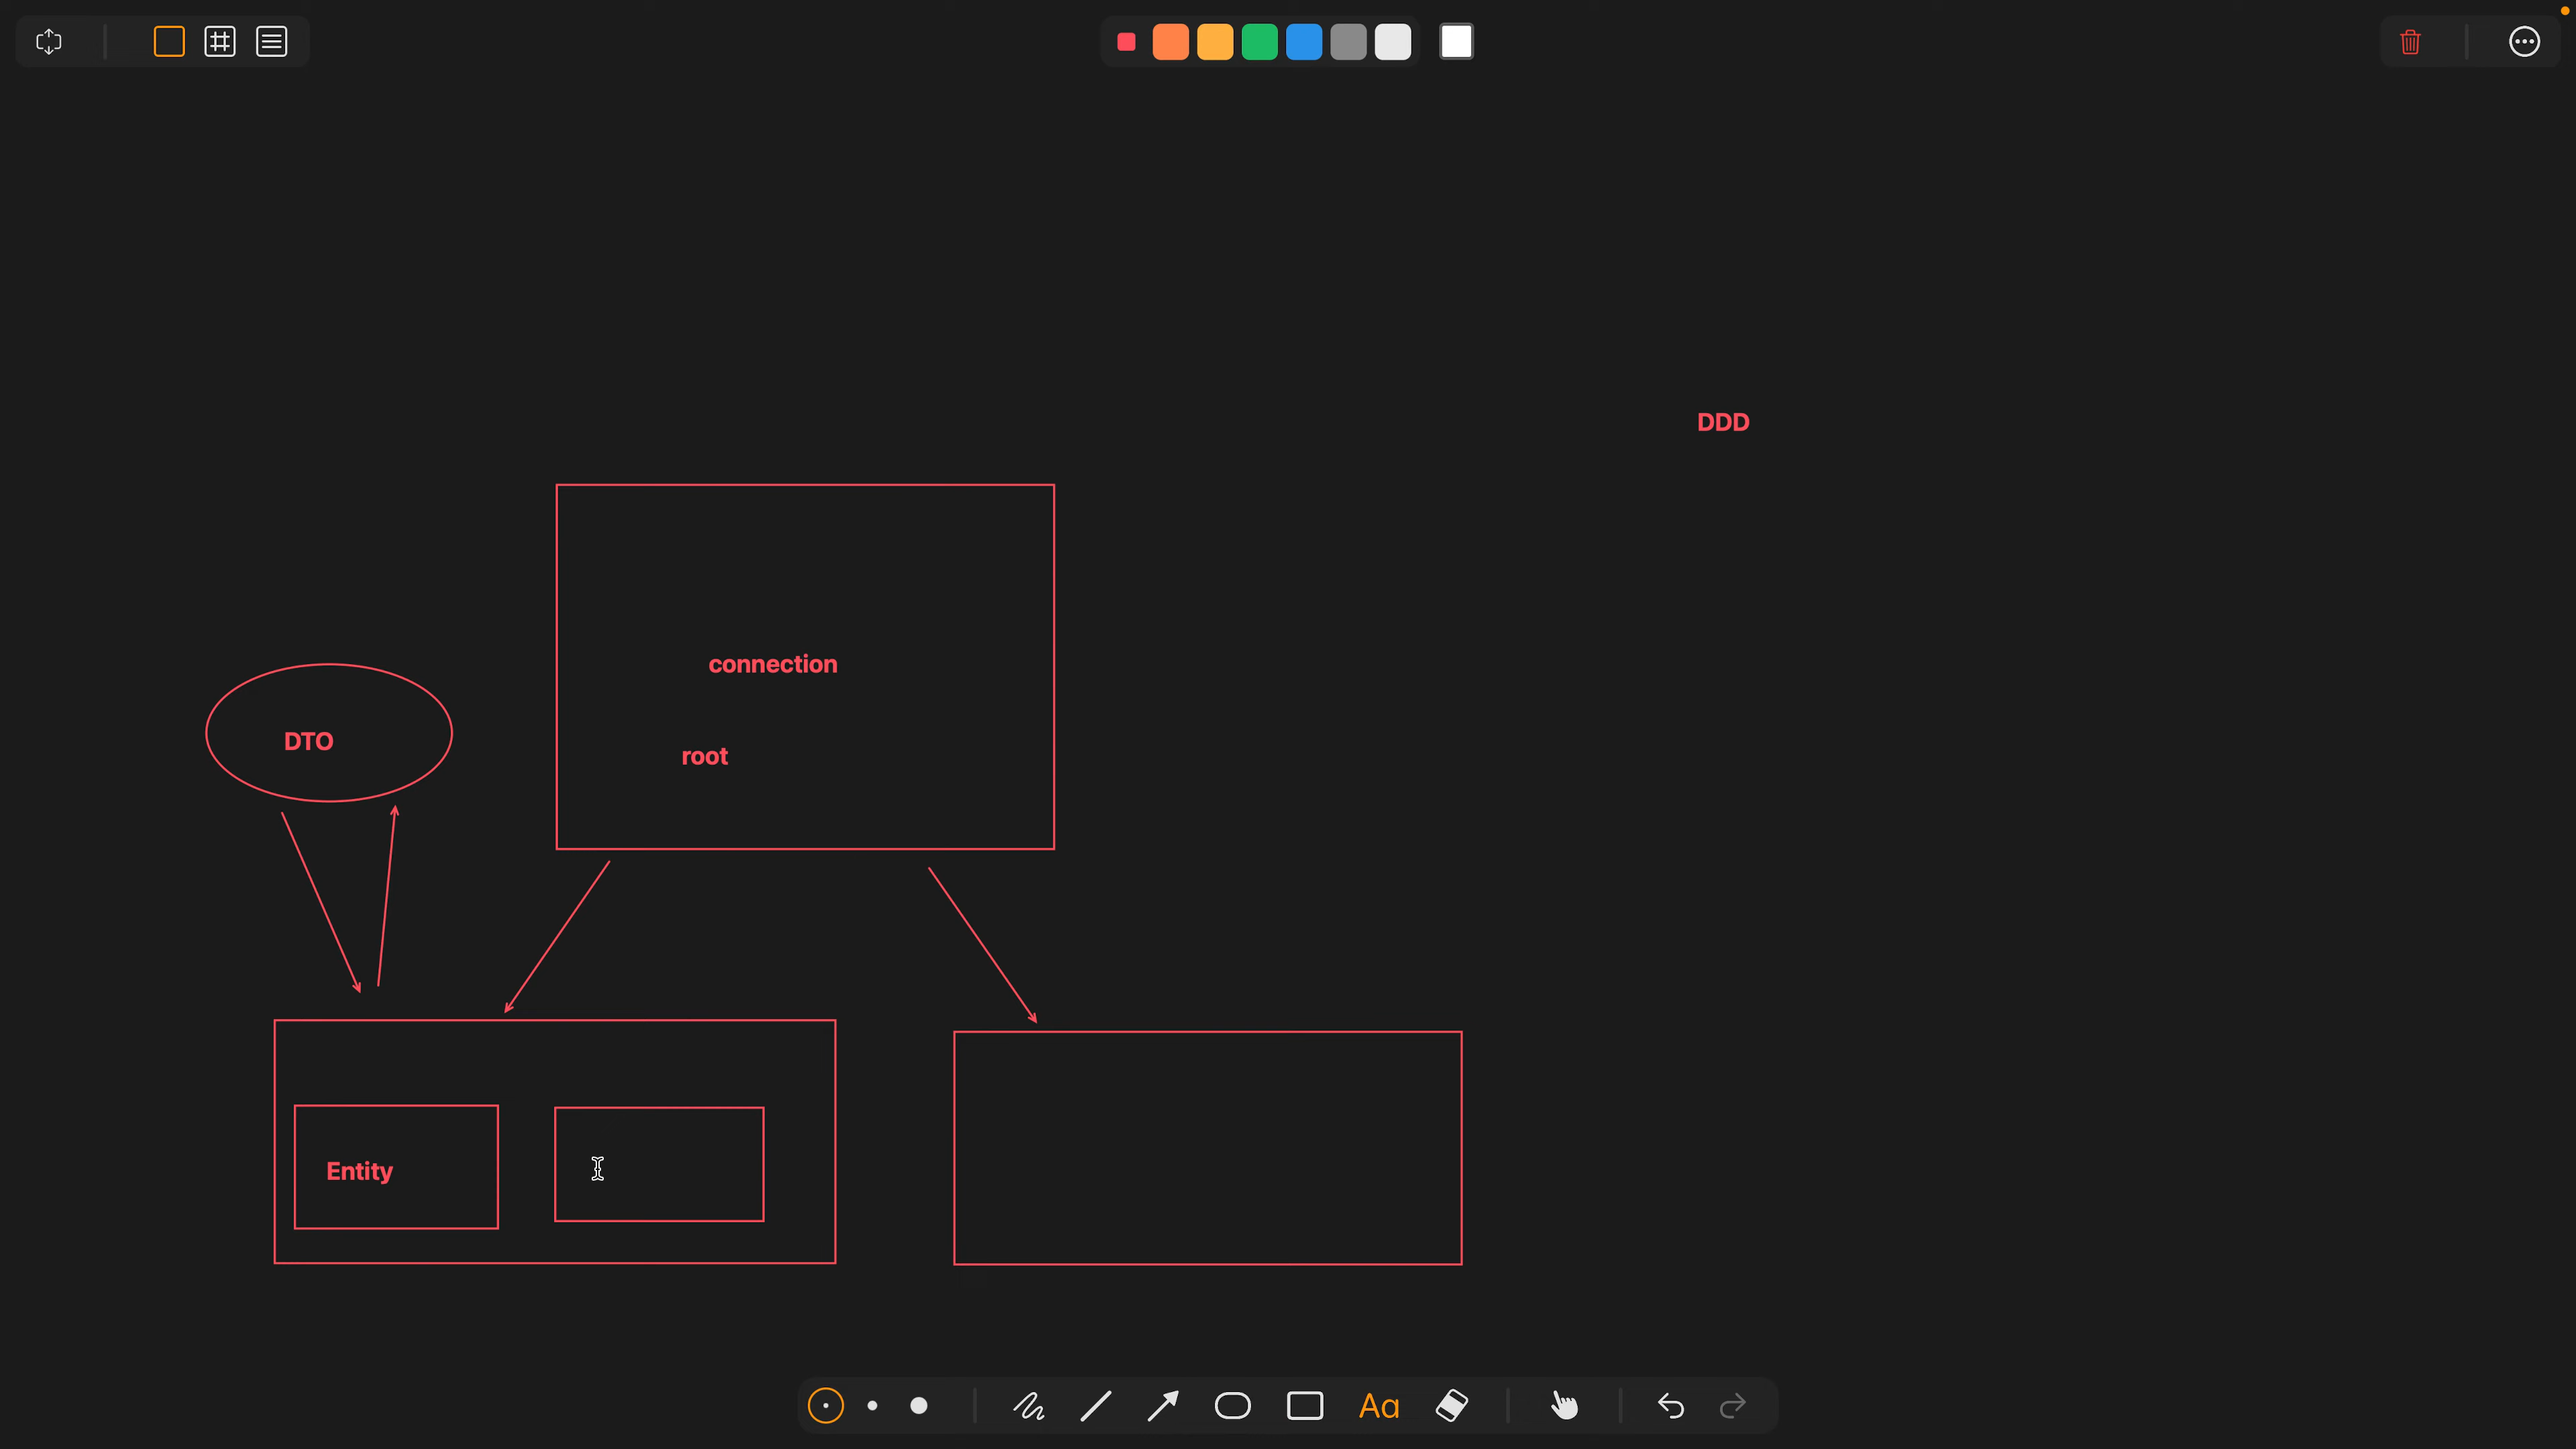 DDD
connection
DTO
root
Entity
Aa